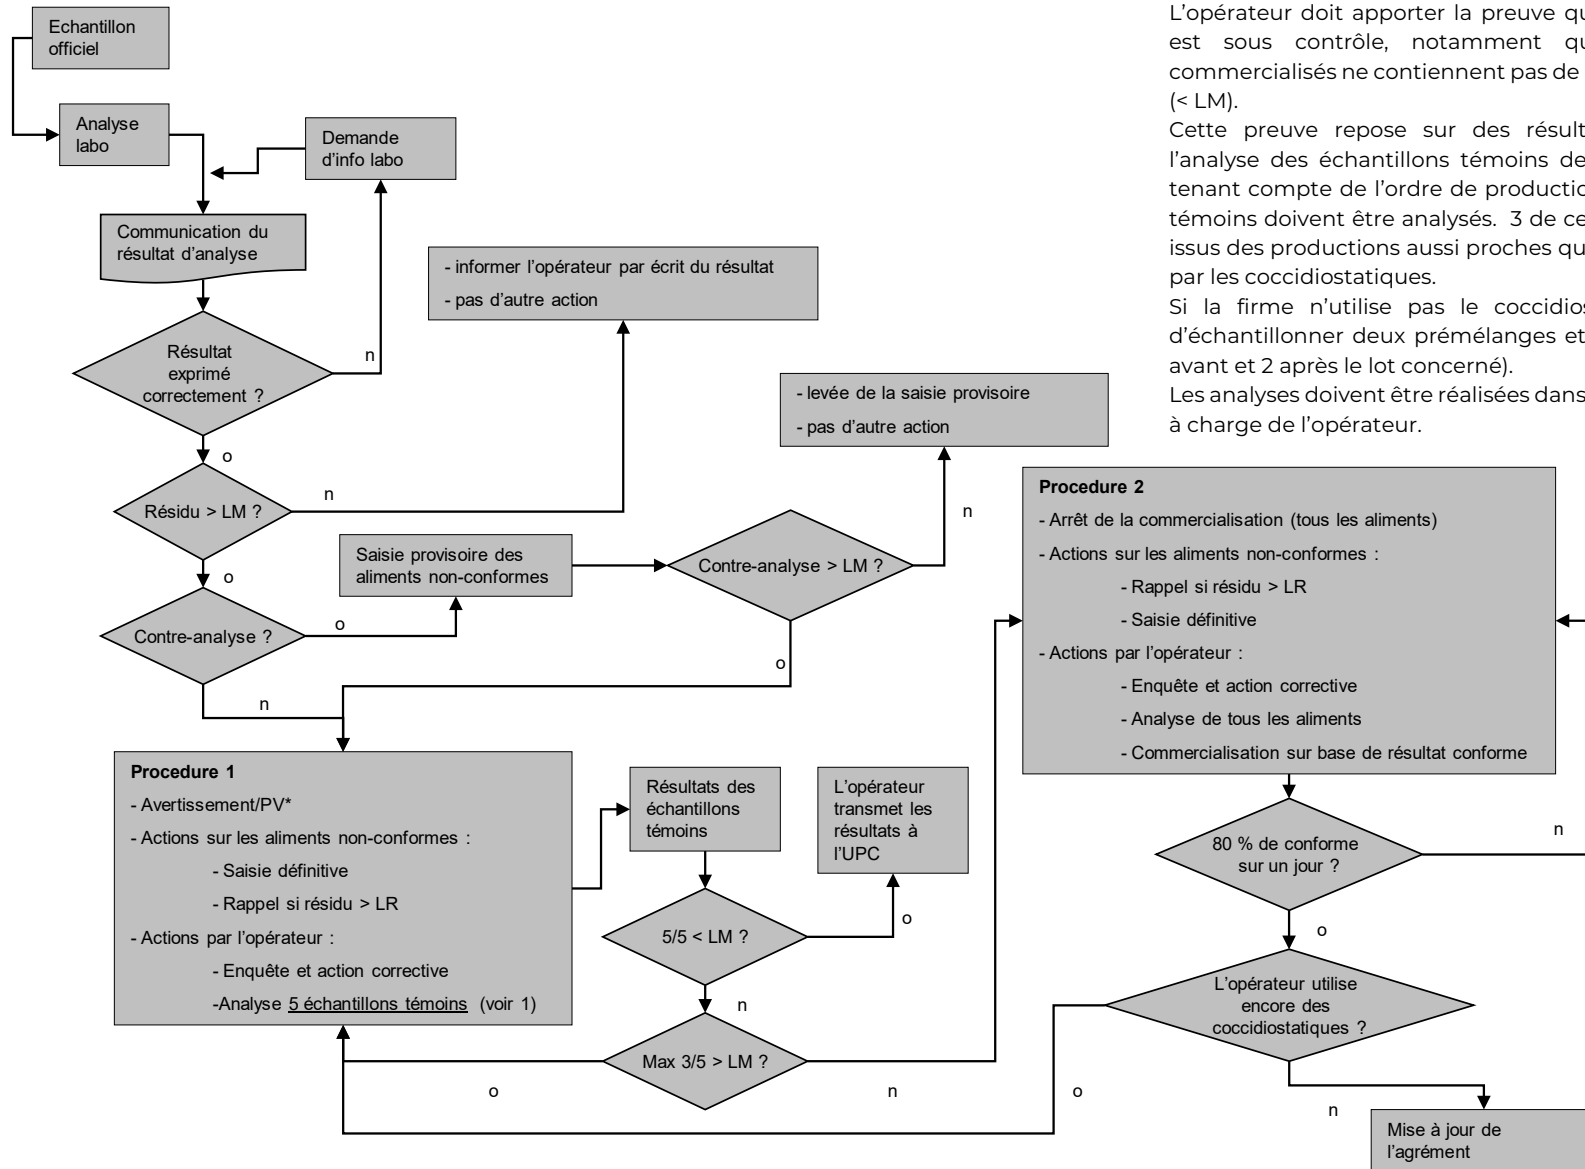 Echantillon
officiel
Analyse
labo
Demande
d'info labo
Communication du
résultat d'analyse
- informer l'opérateur par écrit du résultat
- pas d'autre action
Résultat
exprimé
correctement ?
n
o
Résidu > LM ?
n
o
Contre-analyse ?
o
n
Saisie provisoire des
aliments non-conformes
Contre-analyse > LM ?
n
o
- levée de la saisie provisoire
- pas d'autre action
L'opérateur doit apporter la preuve qu
est sous contrôle, notamment qu
commercialisés ne contiennent pas de
(< LM).
Cette preuve repose sur des résult
l'analyse des échantillons témoins de
tenant compte de l'ordre de productio
témoins doivent être analysés. 3 de ce
issus des productions aussi proches qu
par les coccidiostatiques.
Si la firme n'utilise pas le coccidios
d'échantillonner deux prémélanges et
avant et 2 après le lot concerné).
Les analyses doivent être réalisées dans
à charge de l'opérateur.
Procedure 1
- Avertissement/PV*
- Actions sur les aliments non-conformes :
- Saisie définitive
- Rappel si résidu > LR
- Actions par l'opérateur :
- Enquête et action corrective
-Analyse 5 échantillons témoins (voir 1)
Résultats des
échantillons
témoins
L'opérateur
transmet les
résultats à
l'UPC
5/5 < LM ?
o
n
Max 3/5 > LM ?
o
n
Procedure 2
- Arrêt de la commercialisation (tous les aliments)
- Actions sur les aliments non-conformes :
- Rappel si résidu > LR
- Saisie définitive
- Actions par l'opérateur :
- Enquête et action corrective
- Analyse de tous les aliments
- Commercialisation sur base de résultat conforme
80 % de conforme
sur un jour ?
n
o
L'opérateur utilise
encore des
coccidiostatiques ?
o
n
Mise à jour de
l'agrément